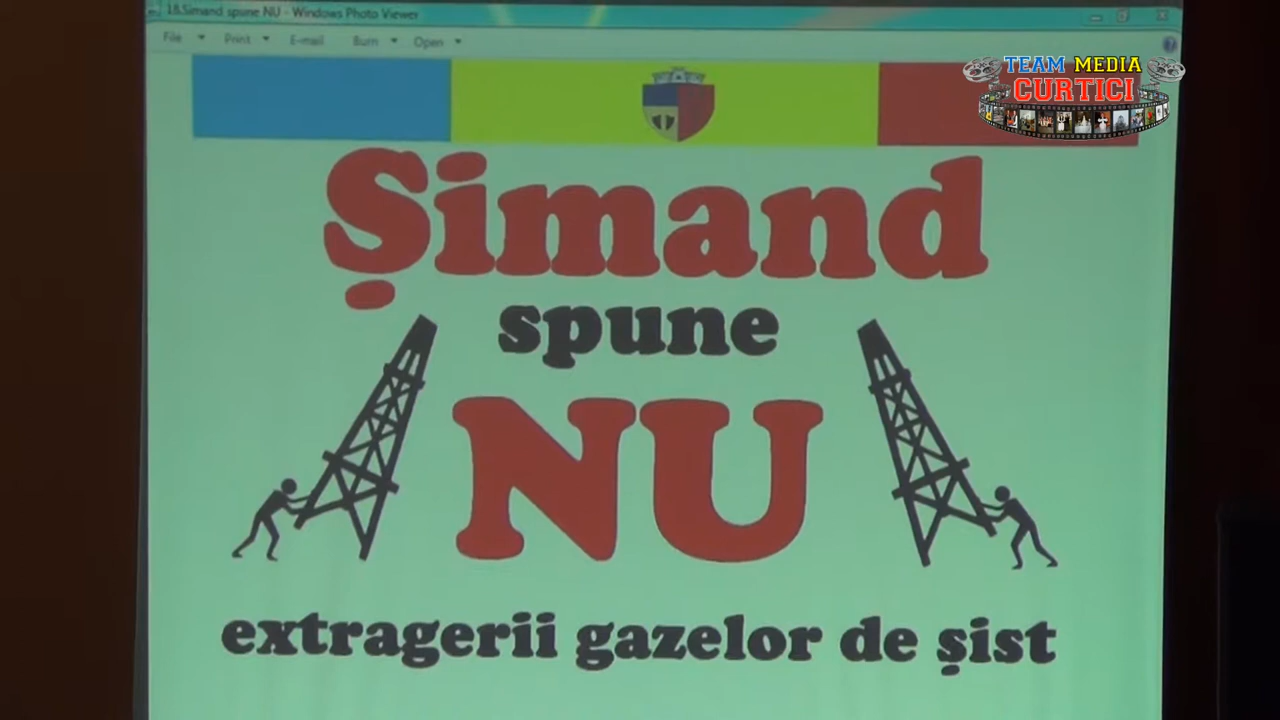 18.Simand spune NU - Windows Photo Viewer
File Print E-mail Burn Open
TEAM MEDIA
CURTICI
Șimand
spune
NU
extragerii gazelor de șist